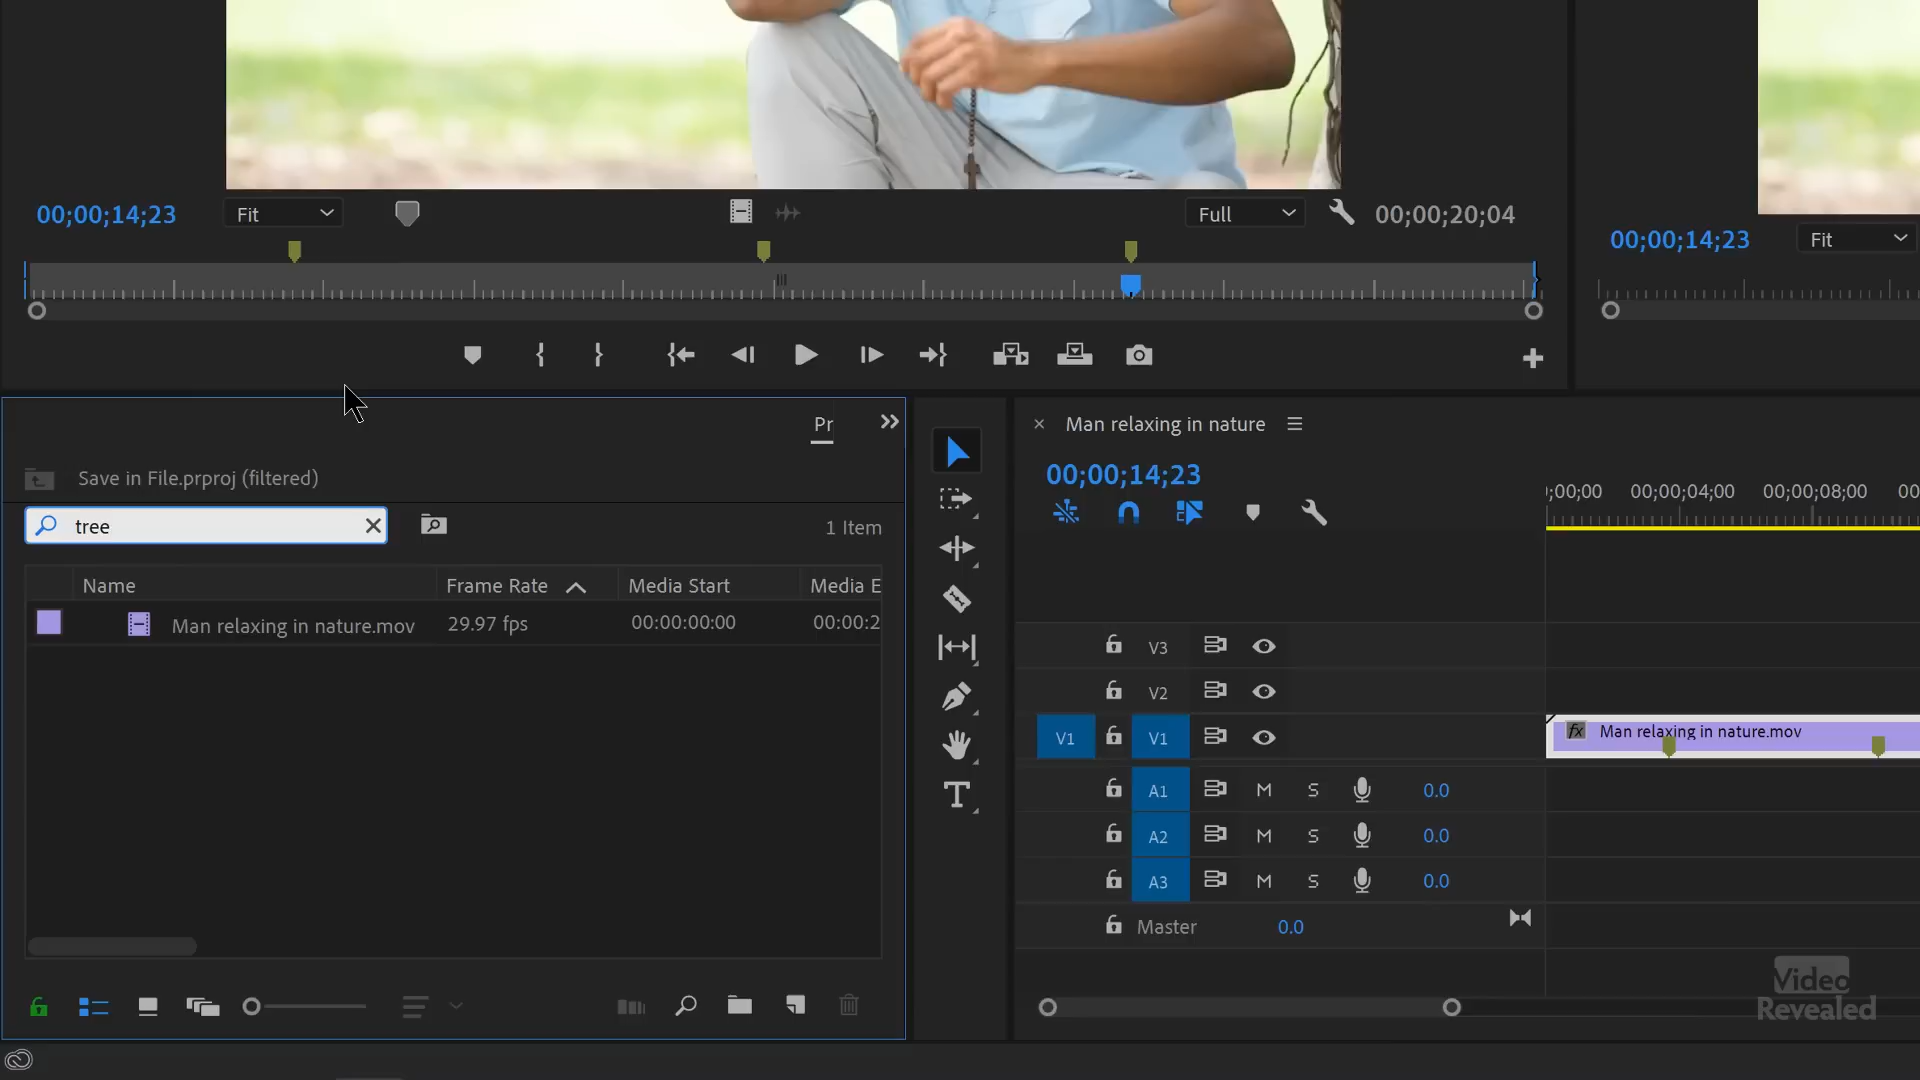 00;00;14;23
Fit
Full
00;00;20;04
00;00;14;23
Fit
Pr
Save in File.prproj (filtered)
tree
1 Item
Name
Frame Rate
Media Start
Media E
Man relaxing in nature.mov
29.97 fps
00:00:00:00
00:00:2
Man relaxing in nature
00;00;14;23
;00;00
00;00;04;00
00;00;08;00
00
V3
V2
V1
V1
fx
Man relaxing in nature.mov
A1
M
S
0.0
A2
M
S
0.0
A3
M
S
0.0
Master
0.0
Video
Revealed